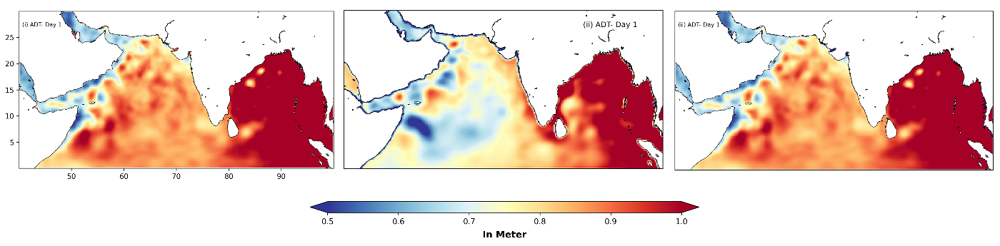 (i) ADT- Day 1
(ii) ADT- Day 1
(ii) ADT- Day 1
25
20
15
10
5
50 60 70 80 90
0.5 0.6 0.7 0.8 0.9 1.0
In Meter